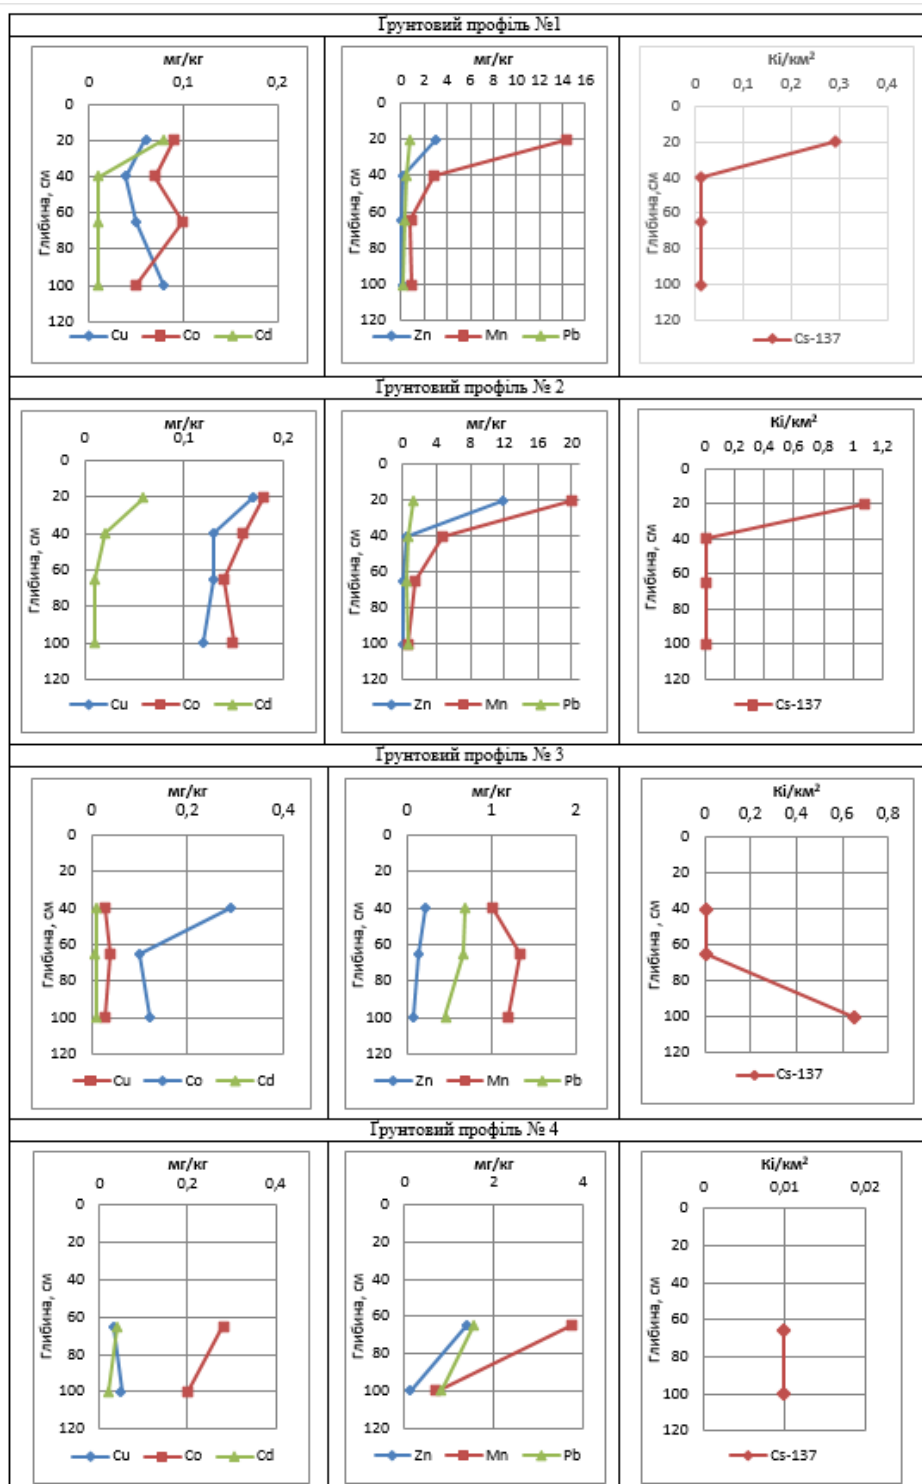 Ґрунтовий профіль №1
мг/кг
0 0,1 0,2
0
20
40
60
80
100
120
Глибина, см
Cu Co Cd
мг/кг
0 2 4 6 8 10 12 14 16
0
20
40
60
80
100
120
Глибина, см
Zn Mn Pb
Кі/км²
0 0,1 0,2 0,3 0,4
0
20
40
60
80
100
120
Глибина,см
Cs-137
Ґрунтовий профіль № 2
мг/кг
0 0,1 0,2
0
20
40
60
80
100
120
Глибина, см
Cu Co Cd
мг/кг
0 4 8 12 16 20
0
20
40
60
80
100
120
Глибина, см
Zn Mn Pb
Кі/км²
0 0,2 0,4 0,6 0,8 1 1,2
0
20
40
60
80
100
120
Глибина, см
Cs-137
Ґрунтовий профіль № 3
мг/кг
0 0,2 0,4
0
20
40
60
80
100
120
Глибина, см
Cu Co Cd
мг/кг
0 1 2
0
20
40
60
80
100
120
Глибина, см
Zn Mn Pb
Кі/км²
0 0,2 0,4 0,6 0,8
0
20
40
60
80
100
120
Глибина, см
Cs-137
Ґрунтовий профіль № 4
мг/кг
0 0,2 0,4
0
20
40
60
80
100
120
Глибина, см
Cu Co Cd
мг/кг
0 2 4
0
20
40
60
80
100
120
Глибина, см
Zn Mn Pb
Кі/км²
0 0,01 0,02
0
20
40
60
80
100
120
Глибина, см
Cs-137